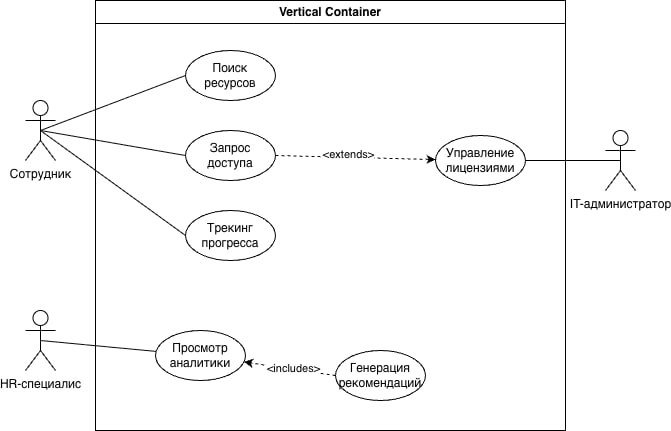 Vertical Container
Поиск
ресурсов
Сотрудник
Запрос
доступа
<extends>
Управление
лицензиями
IT-администратор
Трекинг
прогресса
HR-специалис
Просмотр
аналитики
<includes>
Генерация
рекомендаций